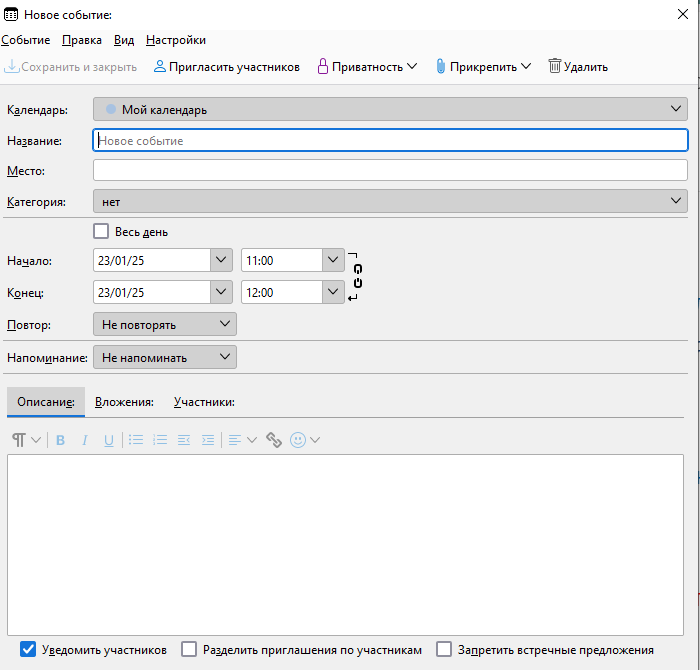 Новое событие:
Событие Правка Вид Настройки
Сохранить и закрыть Пригласить участников Приватность Прикрепить Удалить
Календарь: Мой календарь
Название: Новое событие
Место:
Категория: нет
Весь день
Начало: 23/01/25 11:00
Конец: 23/01/25 12:00
Повтор: Не повторять
Напоминание: Не напоминать
Описание: Вложения: Участники:
B I U
Уведомить участников Разделить приглашения по участникам Запретить встречные предложения